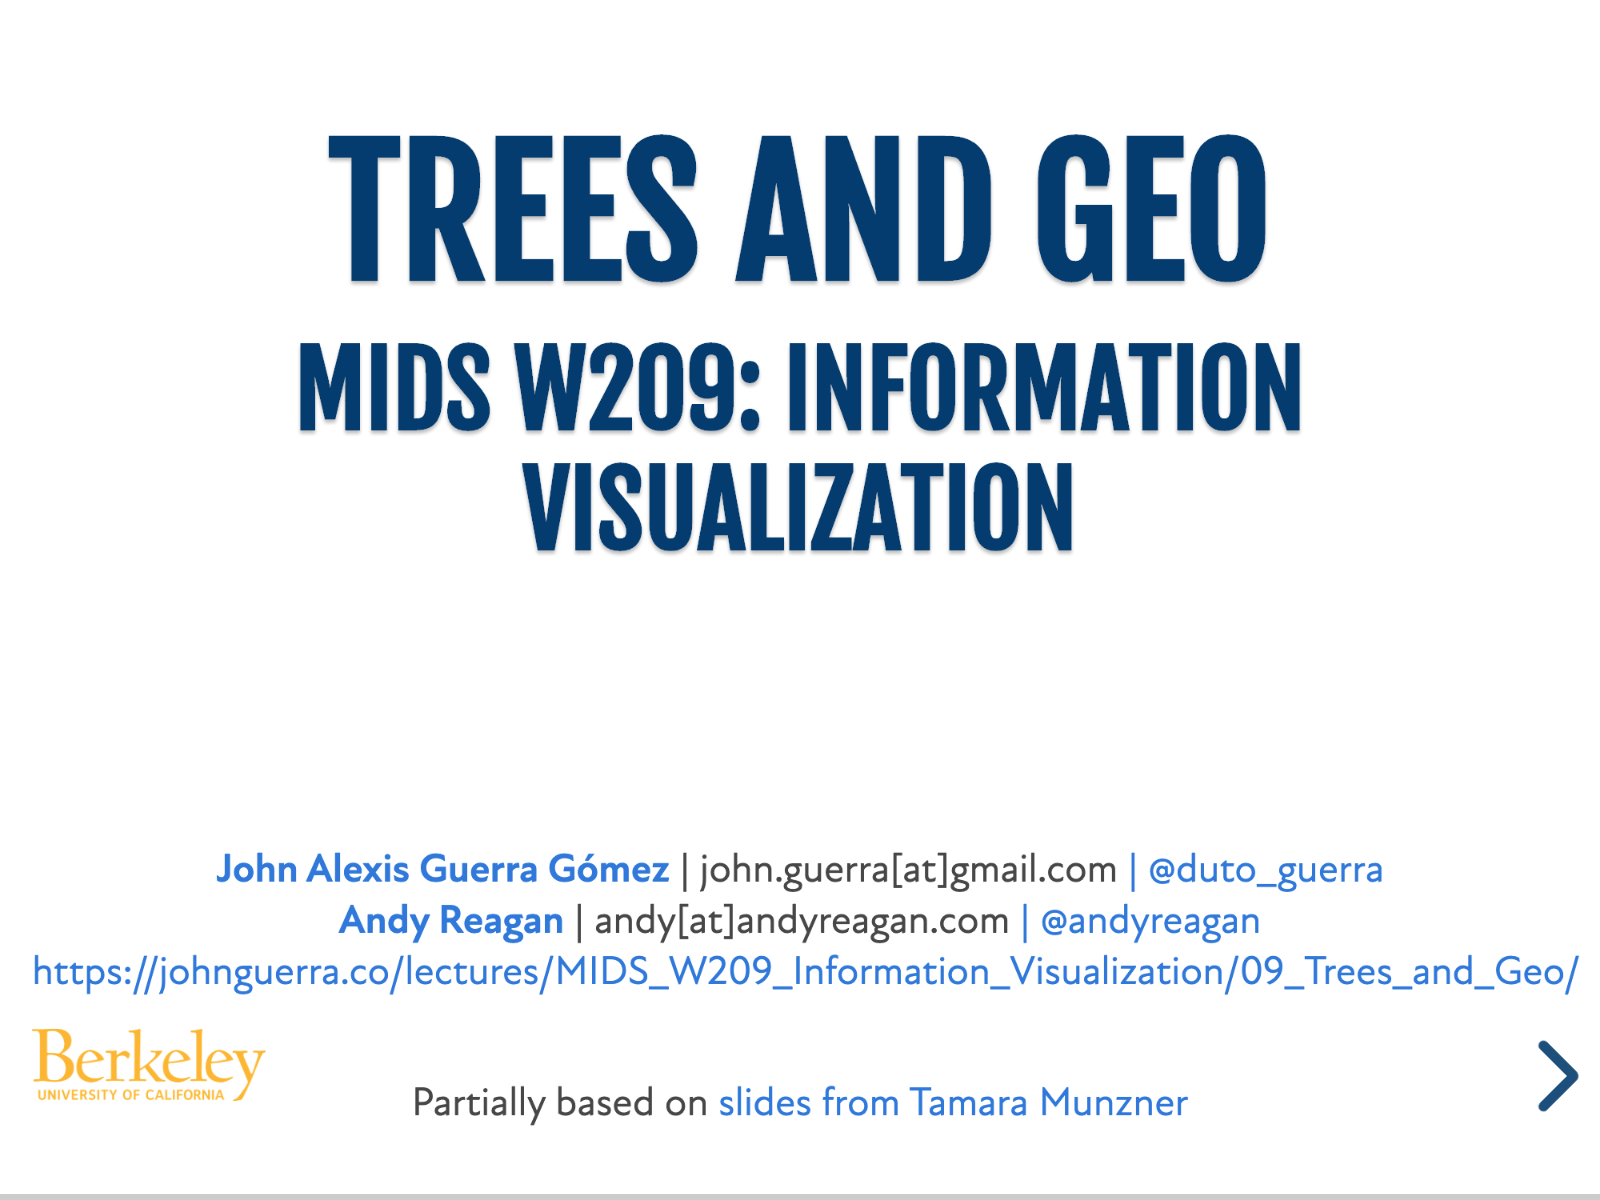 TREES AND GEO
MIDS W209: INFORMATION
VISUALIZATION
John Alexis Guerra Gómez | john.guerra[at]gmail.com | @duto_guerra
Andy Reagan | andy[at]andyreagan.com | @andyreagan
https://johnguerra.co/lectures/MIDS_W209_Information_Visualization/09_Trees_and_Geo/
Berkeley
UNIVERSITY OF CALIFORNIA
Partially based on slides from Tamara Munzner